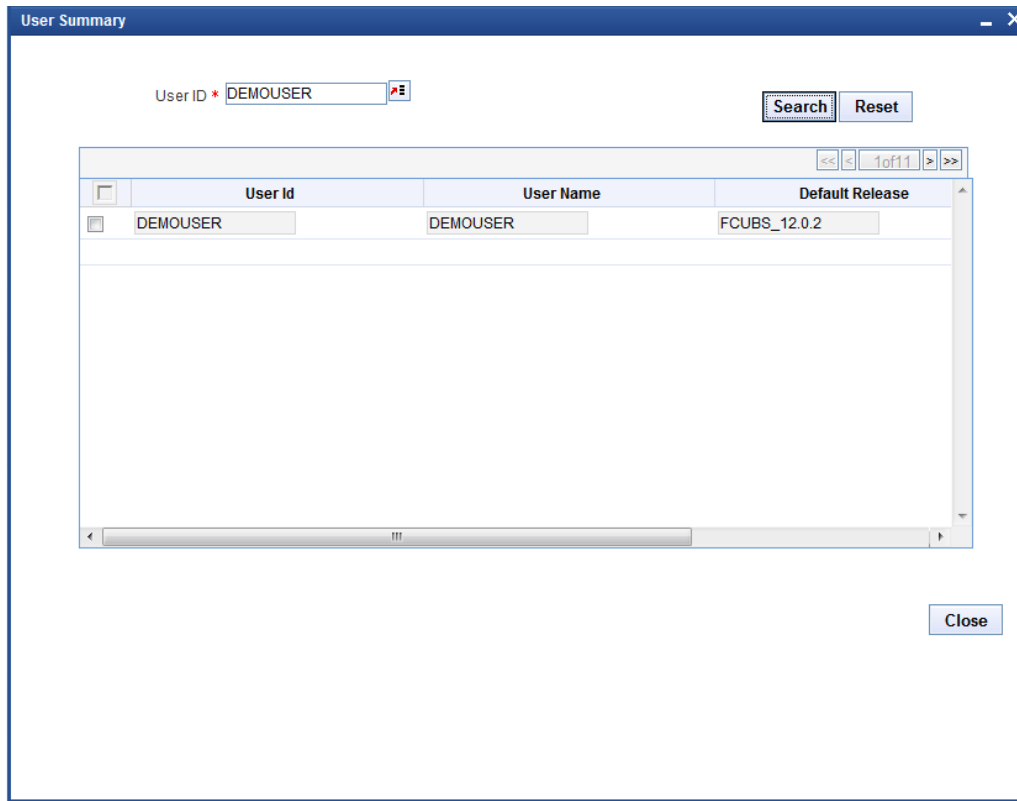 User Summary
User ID * DEMOUSER
Search Reset
<< < 1of11 > >>
User Id User Name Default Release
DEMOUSER DEMOUSER FCUBS_12.0.2
Close